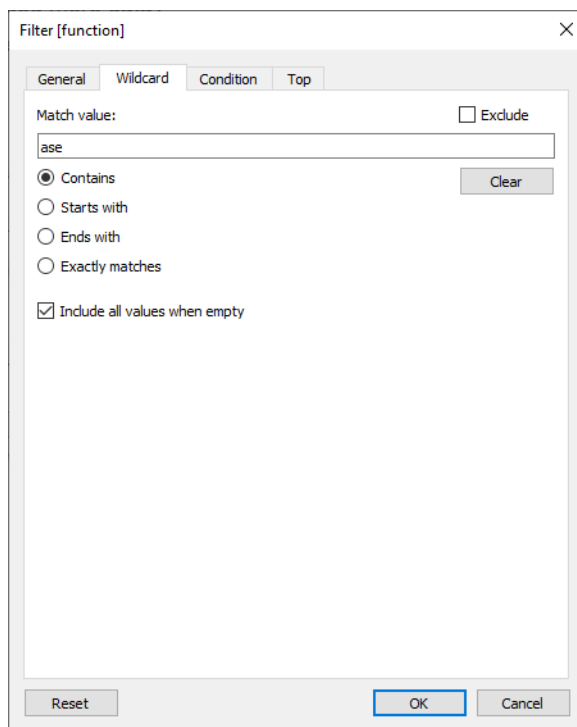 Filter [function]
General Wildcard Condition Top
Match value: Exclude
ase
Contains Clear
Starts with
Ends with
Exactly matches
Include all values when empty
Reset OK Cancel